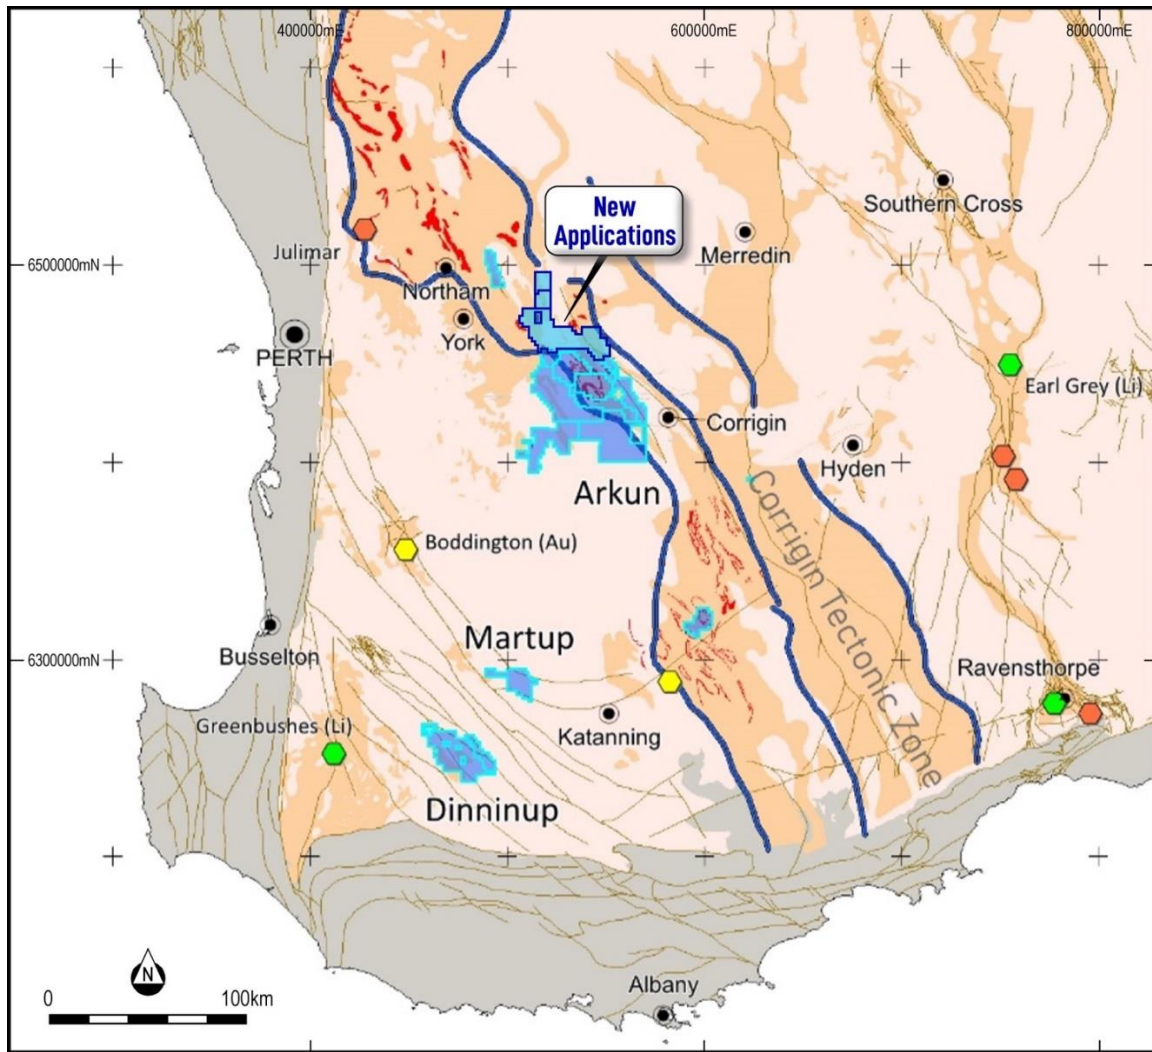 400000mE
600000mE
800000mE
New
Applications
Southern Cross
Merredin
Julimar
6500000mN
Northam
York
PERTH
Earl Grey (Li)
Corrigin
Hyden
Arkun
Corrigin Tectonic Zone
Boddington (Au)
Martup
Busselton
6300000mN
Ravensthorpe
Greenbushes (Li)
Katanning
Dinninup
N
0 100km
Albany